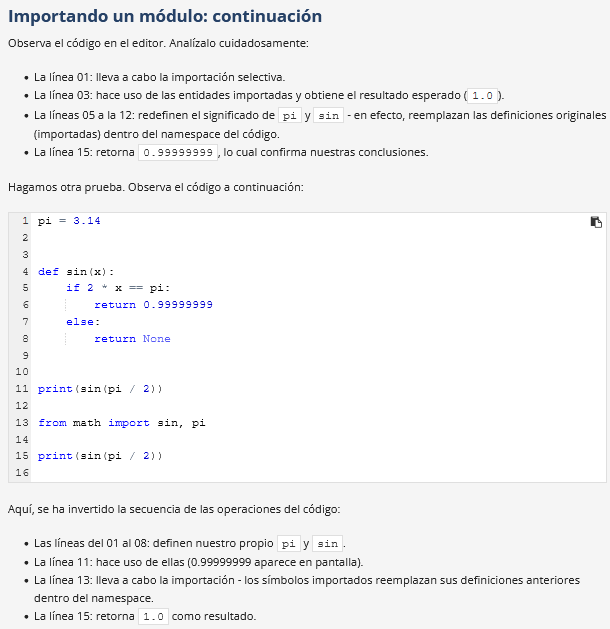 Importando un módulo: continuación
Observa el código en el editor. Analízalo cuidadosamente:
• La línea 01: lleva a cabo la importación selectiva.
• La línea 03: hace uso de las entidades importadas y obtiene el resultado esperado ( 1.0 ).
• La líneas 05 a la 12: redefinen el significado de pi y sin - en efecto, reemplazan las definiciones originales
(importadas) dentro del namespace del código.
• La línea 15: retorna 0.99999999 , lo cual confirma nuestras conclusiones.
Hagamos otra prueba. Observa el código a continuación:
1 pi = 3.14
2
3
4 def sin(x):
5     if 2 * x == pi:
6         return 0.99999999
7     else:
8         return None
9
10
11 print(sin(pi / 2))
12
13 from math import sin, pi
14
15 print(sin(pi / 2))
16
Aquí, se ha invertido la secuencia de las operaciones del código:
• Las líneas del 01 al 08: definen nuestro propio pi y sin .
• La línea 11: hace uso de ellas (0.99999999 aparece en pantalla).
• La línea 13: lleva a cabo la importación - los símbolos importados reemplazan sus definiciones anteriores
dentro del namespace.
• La línea 15: retorna 1.0 como resultado.